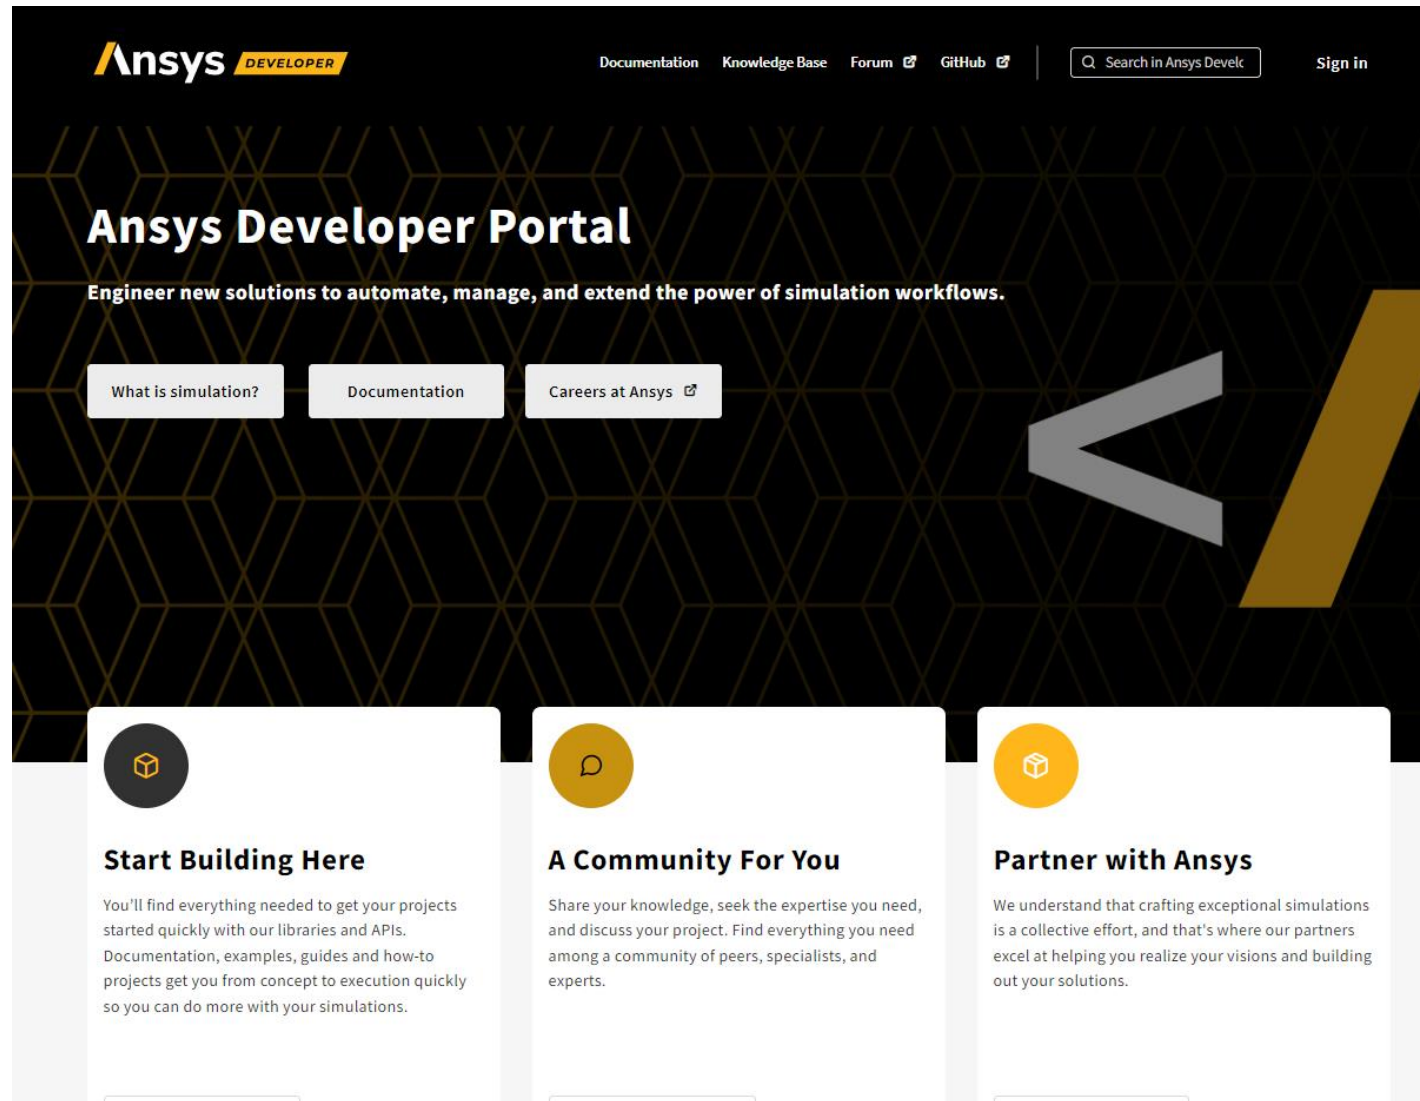 Ansys DEVELOPER
Documentation Knowledge Base Forum GitHub Search in Ansys Develc Sign in
Ansys Developer Portal
Engineer new solutions to automate, manage, and extend the power of simulation workflows.
What is simulation? Documentation Careers at Ansys
</
Start Building Here
You'll find everything needed to get your projects
started quickly with our libraries and APIs.
Documentation, examples, guides and how-to
projects get you from concept to execution quickly
so you can do more with your simulations.
A Community For You
Share your knowledge, seek the expertise you need,
and discuss your project. Find everything you need
among a community of peers, specialists, and
experts.
Partner with Ansys
We understand that crafting exceptional simulations
is a collective effort, and that's where our partners
excel at helping you realize your visions and building
out your solutions.